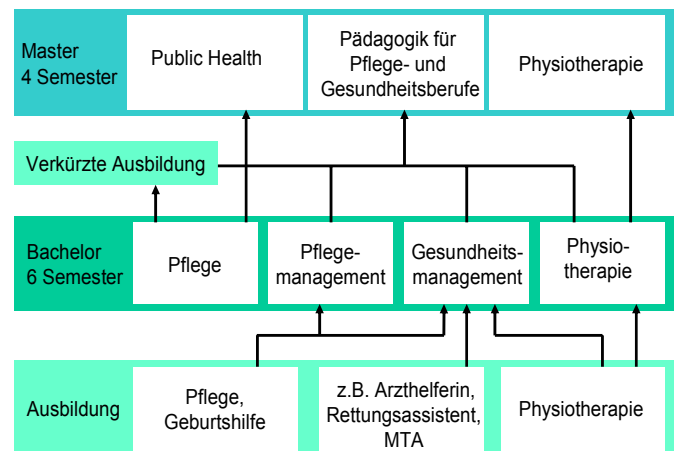 Master
4 Semester
Public Health
Pädagogik für
Pflege- und
Gesundheitsberufe
Physiotherapie
Verkürzte Ausbildung
Bachelor
6 Semester
Pflege
Pflege-
management
Gesundheits-
management
Physio-
therapie
Ausbildung
Pflege,
Geburtshilfe
z.B. Arzthelferin,
Rettungsassistent,
MTA
Physiotherapie